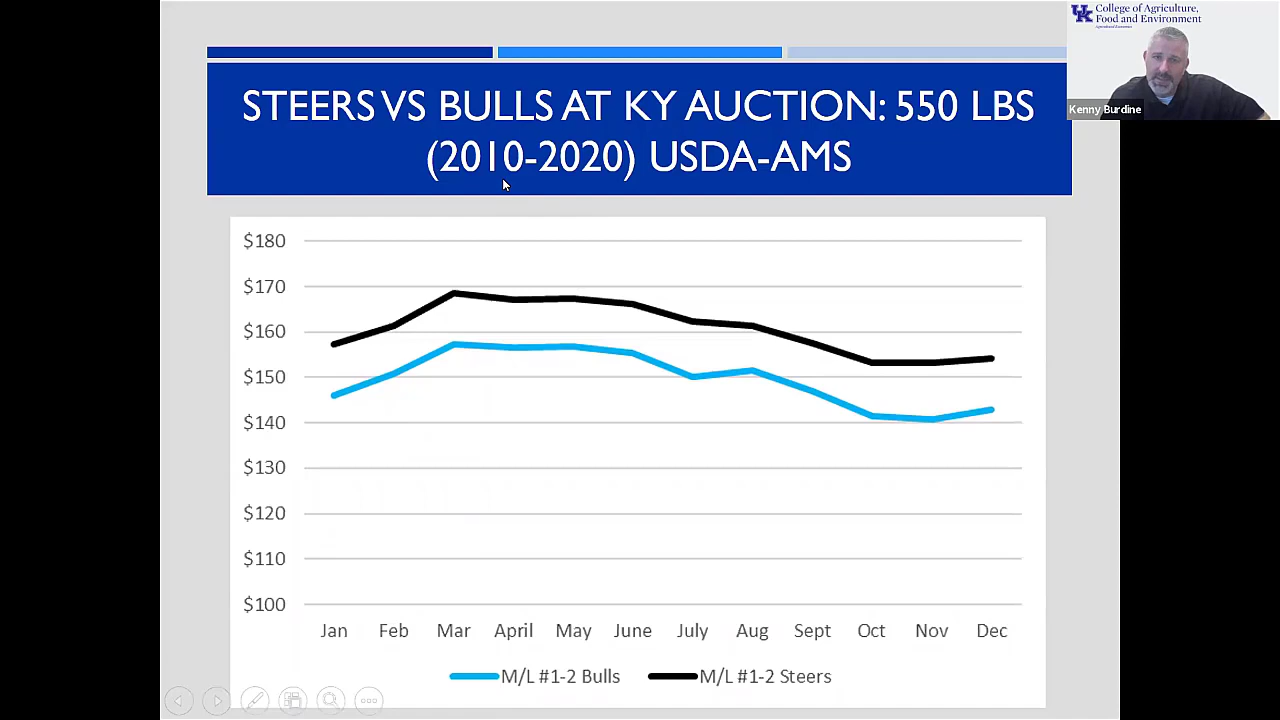 College of Agriculture,
Food and Environment
Agricultural Economics
Kenny Burdine
STEERS VS BULLS AT KY AUCTION: 550 LBS
(2010-2020) USDA-AMS
$180
$170
$160
$150
$140
$130
$120
$110
$100
Jan Feb Mar April May June July Aug Sept Oct Nov Dec
M/L #1-2 Bulls M/L #1-2 Steers